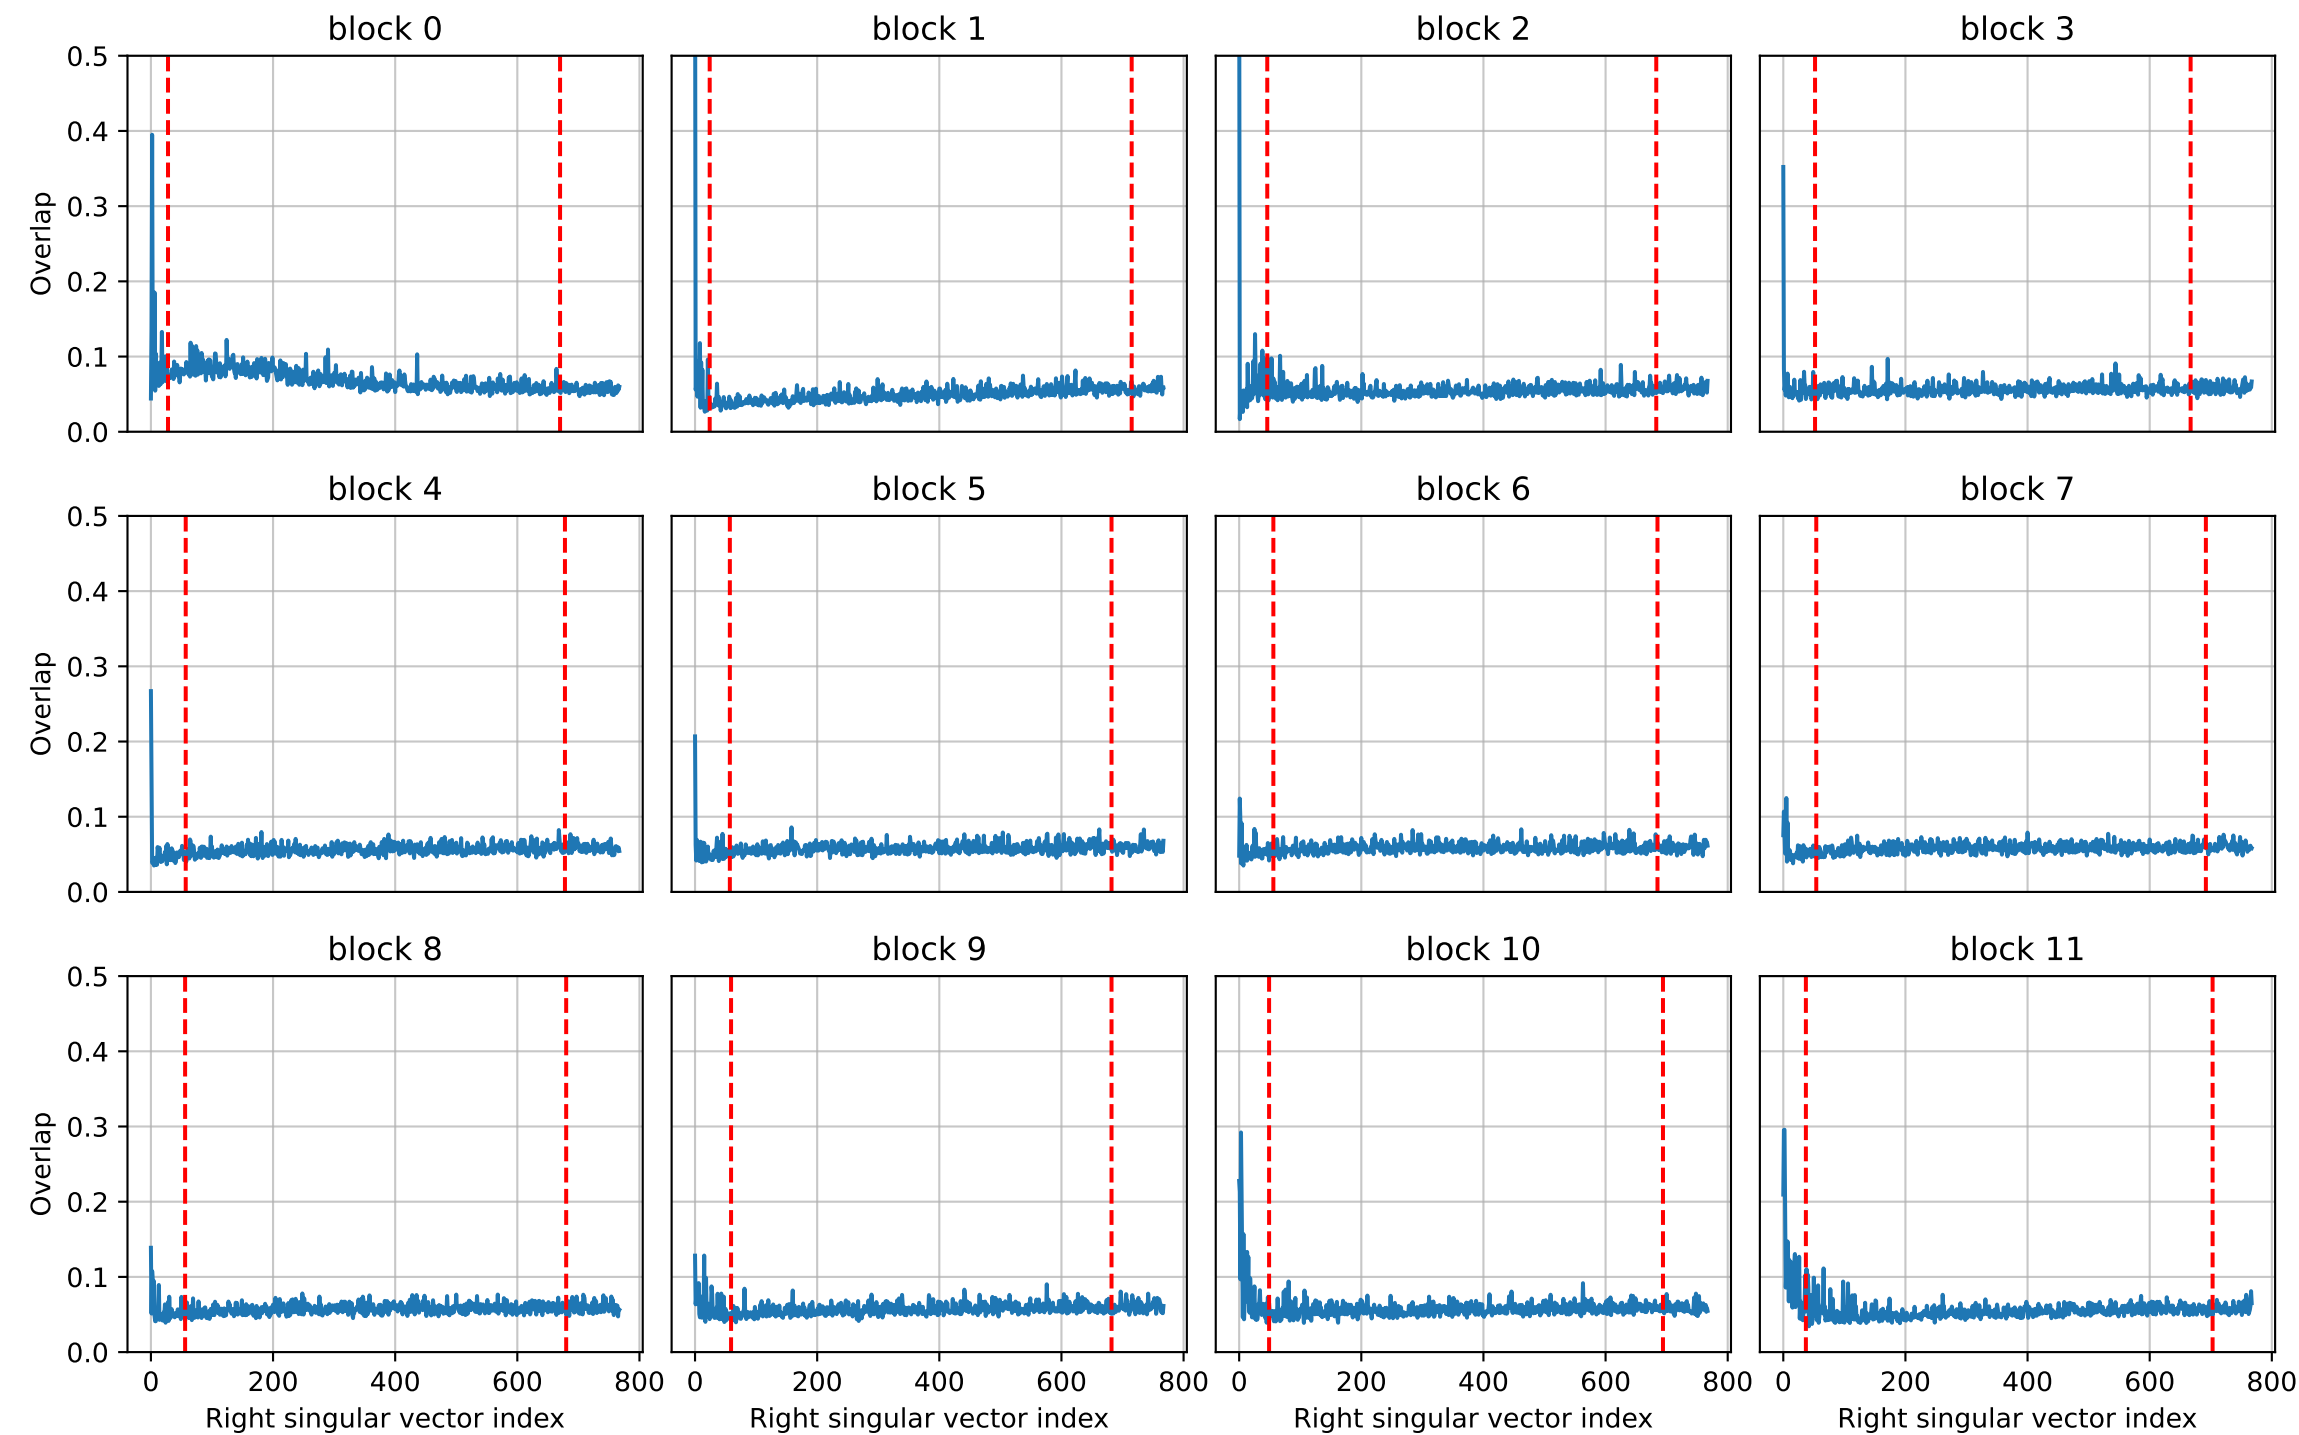 block 0
block 1
block 2
block 3
0.5
0.4
0.3
0.2
0.1
0.0
Overlap
block 4
block 5
block 6
block 7
0.5
0.4
0.3
0.2
0.1
0.0
Overlap
block 8
block 9
block 10
block 11
0.5
0.4
0.3
0.2
0.1
0.0
Overlap
0 200 400 600 800
0 200 400 600 800
0 200 400 600 800
0 200 400 600 800
Right singular vector index
Right singular vector index
Right singular vector index
Right singular vector index